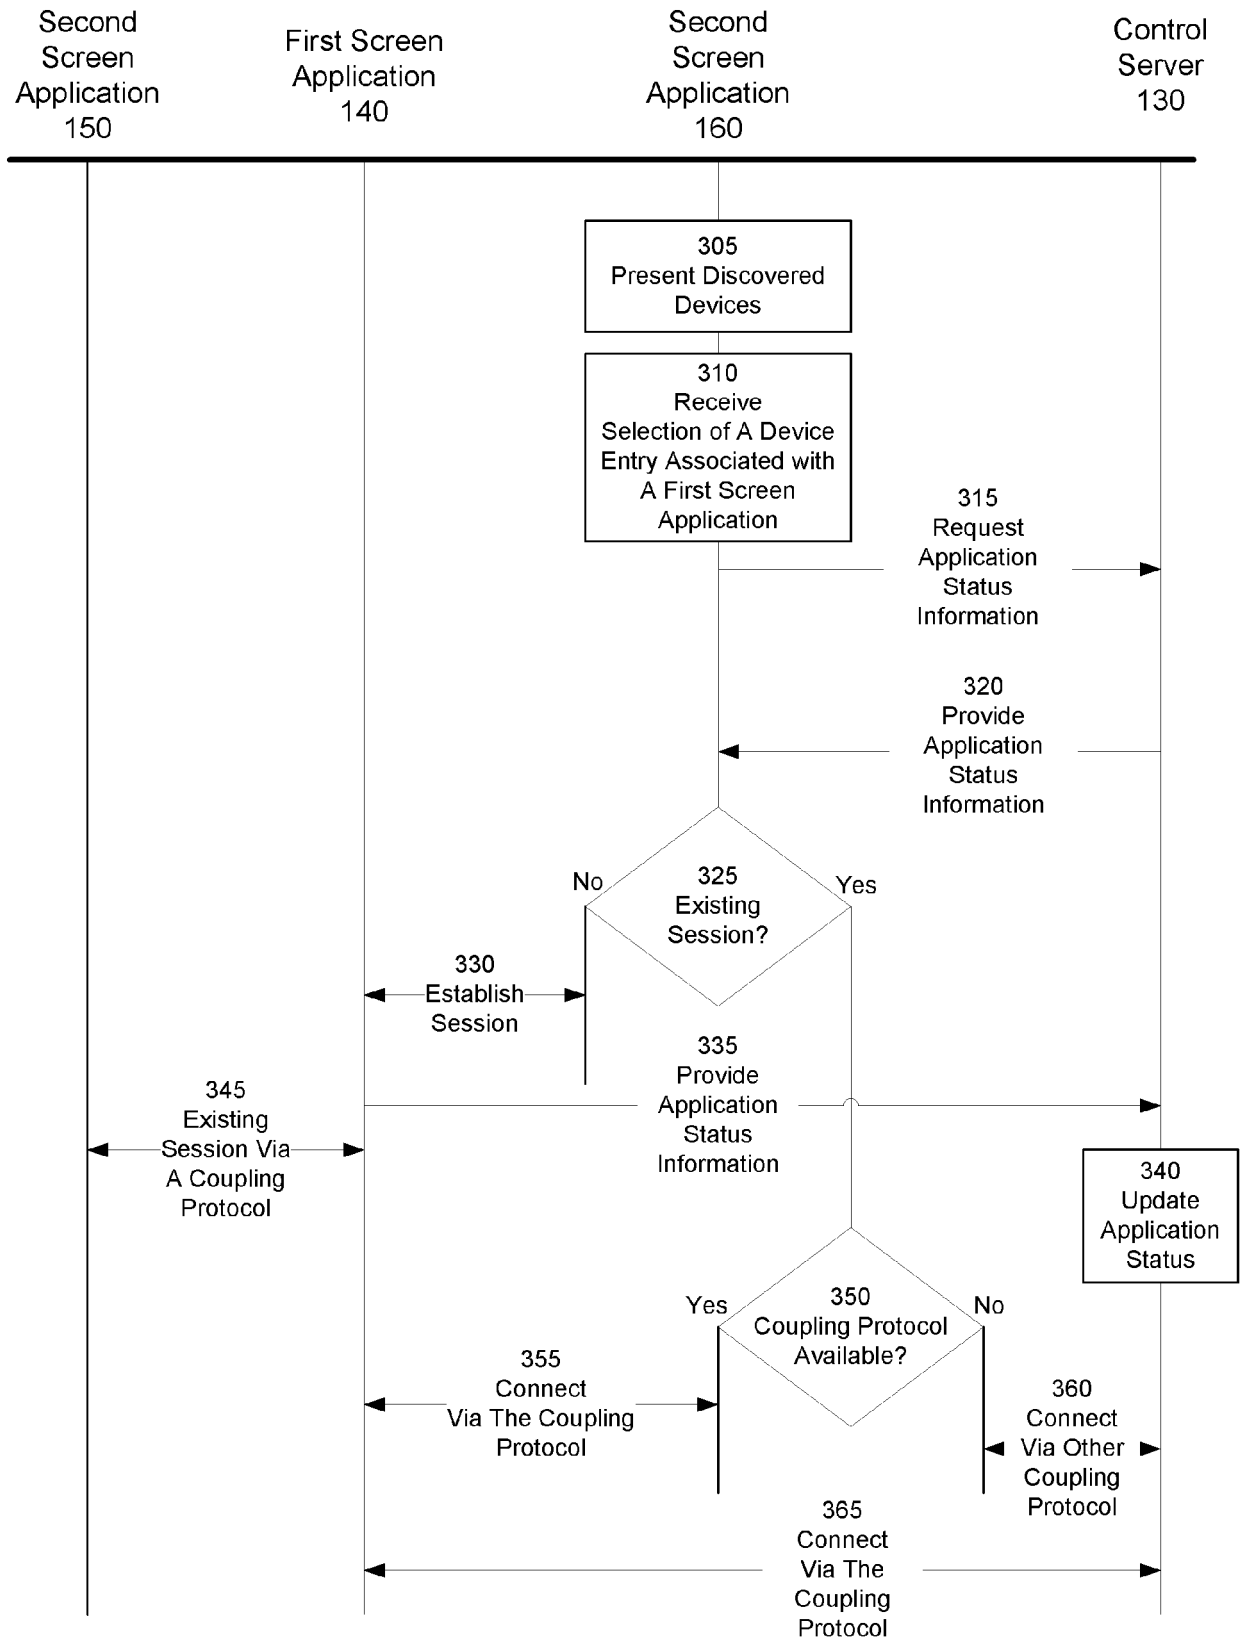 Second
Screen
Application
150
First Screen
Application
140
Second
Screen
Application
160
Control
Server
130
305
Present Discovered
Devices
310
Receive
Selection of A Device
Entry Associated with
A First Screen
Application
315
Request
Application
Status
Information
320
Provide
Application
Status
Information
325
Existing
Session?
No
Yes
330
Establish
Session
335
Provide
Application
Status
Information
340
Update
Application
Status
345
Existing
Session Via
A Coupling
Protocol
350
Coupling Protocol
Available?
Yes
No
355
Connect
Via The Coupling
Protocol
360
Connect
Via Other
Coupling
Protocol
365
Connect
Via The
Coupling
Protocol